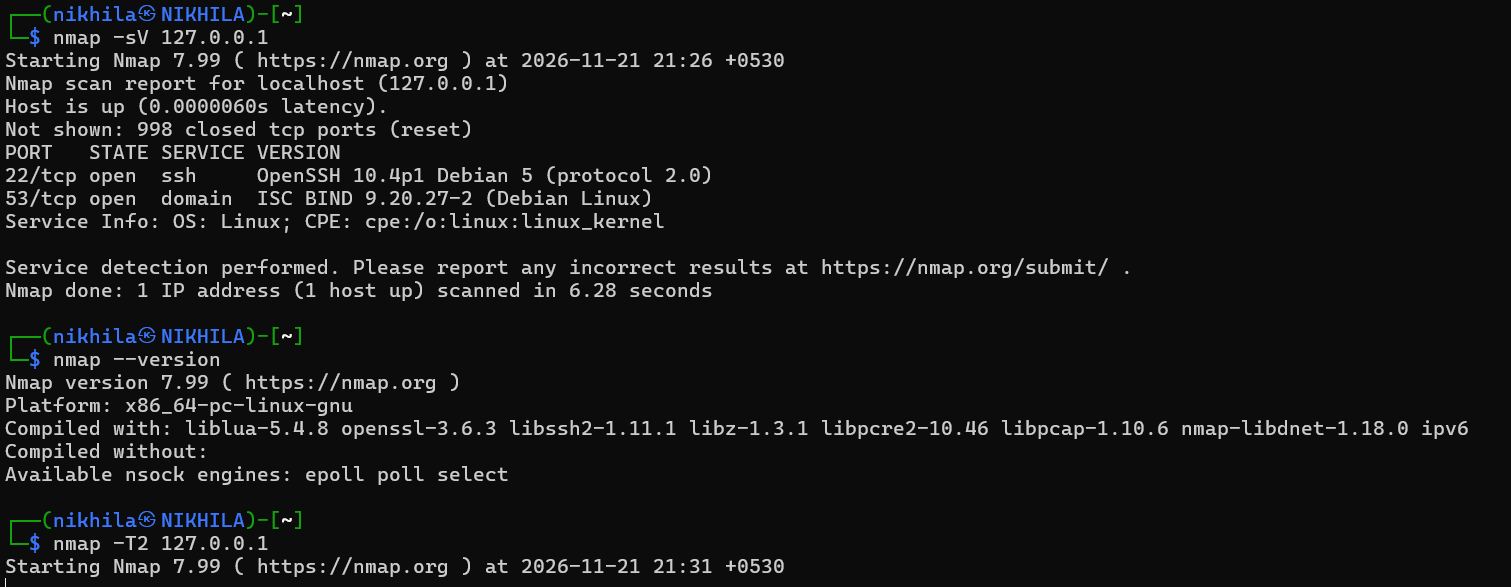 ┌──(nikhila㉿NIKHILA)-[~]
└─$ nmap -sV 127.0.0.1
Starting Nmap 7.99 ( https://nmap.org ) at 2026-11-21 21:26 +0530
Nmap scan report for localhost (127.0.0.1)
Host is up (0.0000060s latency).
Not shown: 998 closed tcp ports (reset)
PORT   STATE SERVICE VERSION
22/tcp open  ssh     OpenSSH 10.4p1 Debian 5 (protocol 2.0)
53/tcp open  domain  ISC BIND 9.20.27-2 (Debian Linux)
Service Info: OS: Linux; CPE: cpe:/o:linux:linux_kernel

Service detection performed. Please report any incorrect results at https://nmap.org/submit/ .
Nmap done: 1 IP address (1 host up) scanned in 6.28 seconds

┌──(nikhila㉿NIKHILA)-[~]
└─$ nmap --version
Nmap version 7.99 ( https://nmap.org )
Platform: x86_64-pc-linux-gnu
Compiled with: liblua-5.4.8 openssl-3.6.3 libssh2-1.11.1 libz-1.3.1 libpcre2-10.46 libpcap-1.10.6 nmap-libdnet-1.18.0 ipv6
Compiled without:
Available nsock engines: epoll poll select

┌──(nikhila㉿NIKHILA)-[~]
└─$ nmap -T2 127.0.0.1
Starting Nmap 7.99 ( https://nmap.org ) at 2026-11-21 21:31 +0530